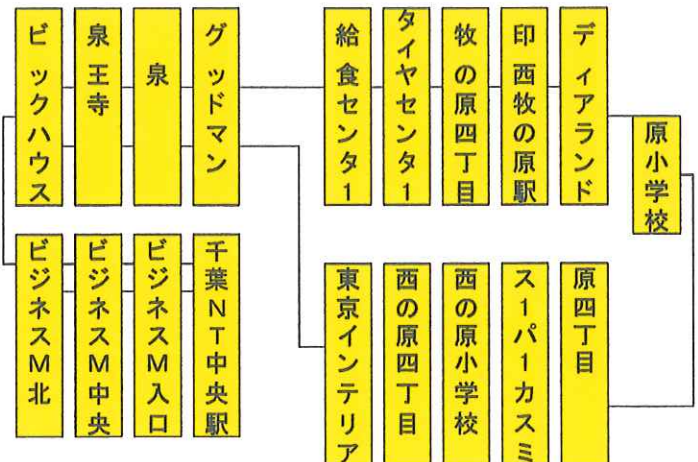 ビックハウス
泉王寺
泉
グッドマン
給食センタ1
タイヤセンタ1
牧の原四丁目
印西牧の原駅
ディアランド
原小学校
ビジネスM北
ビジネスM中央
ビジネスM入口
千葉NT中央駅
東京インテリア
西の原四丁目
西の原小学校
ス1パ1カスミ
原四丁目